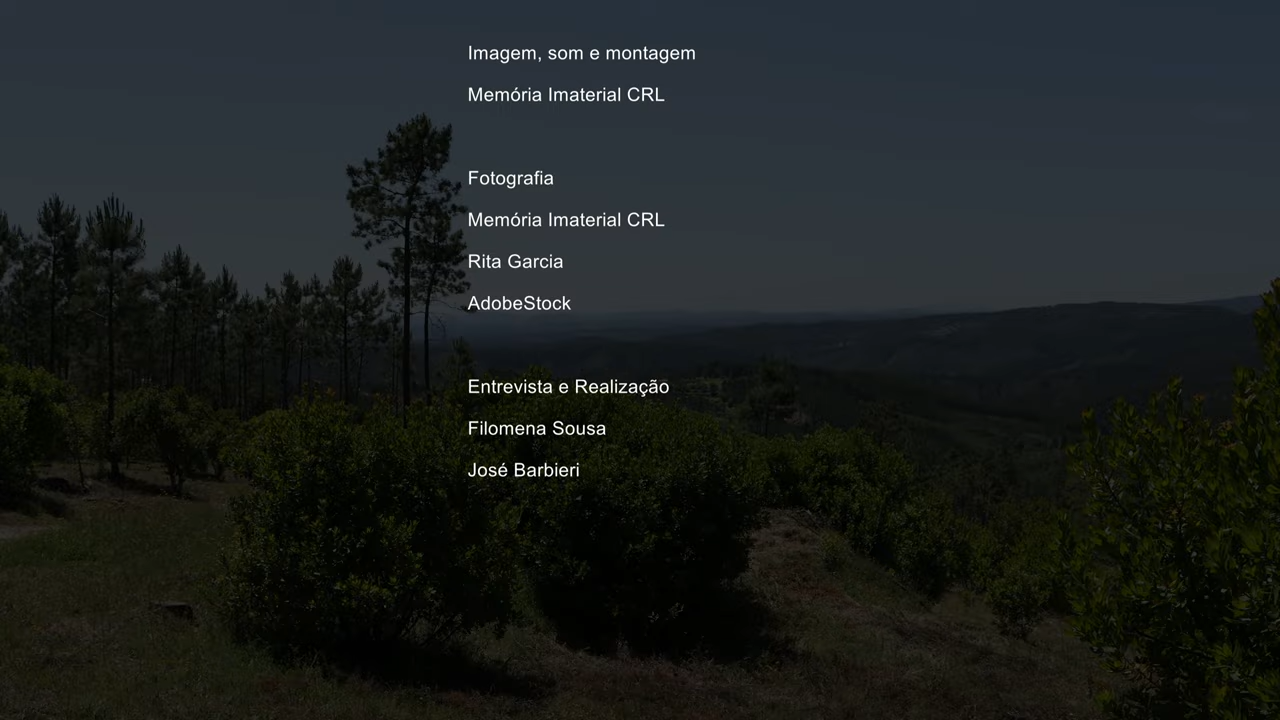 Imagem, som e montagem
Memória Imaterial CRL
Fotografia
Memória Imaterial CRL
Rita Garcia
AdobeStock
Entrevista e Realização
Filomena Sousa
José Barbieri